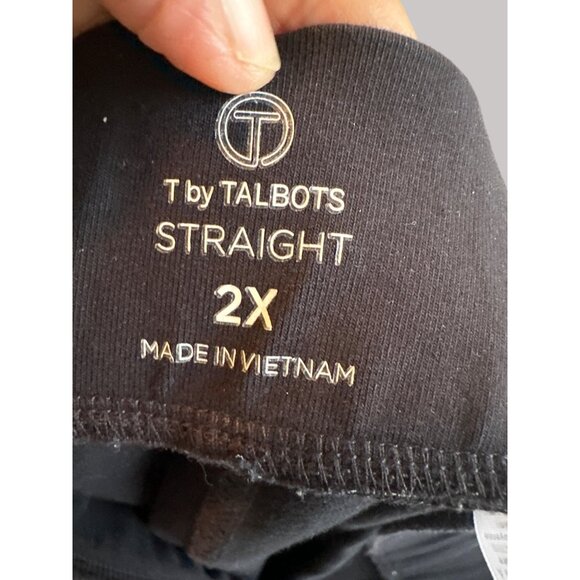 T
T by TALBOTS
STRAIGHT
2X
MADE IN VIETNAM